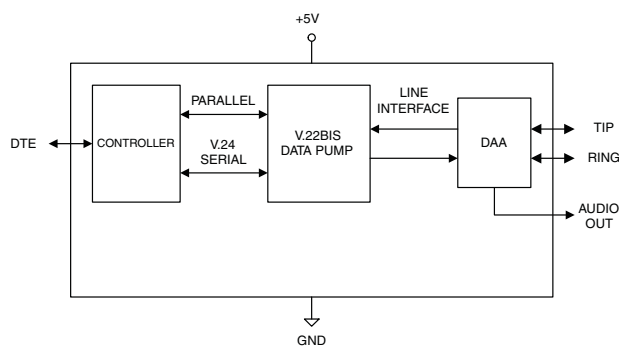 +5V
PARALLEL
LINE
INTERFACE
DTE
CONTROLLER
V.24
SERIAL
V.22BIS
DATA PUMP
DAA
TIP
RING
AUDIO
OUT
GND